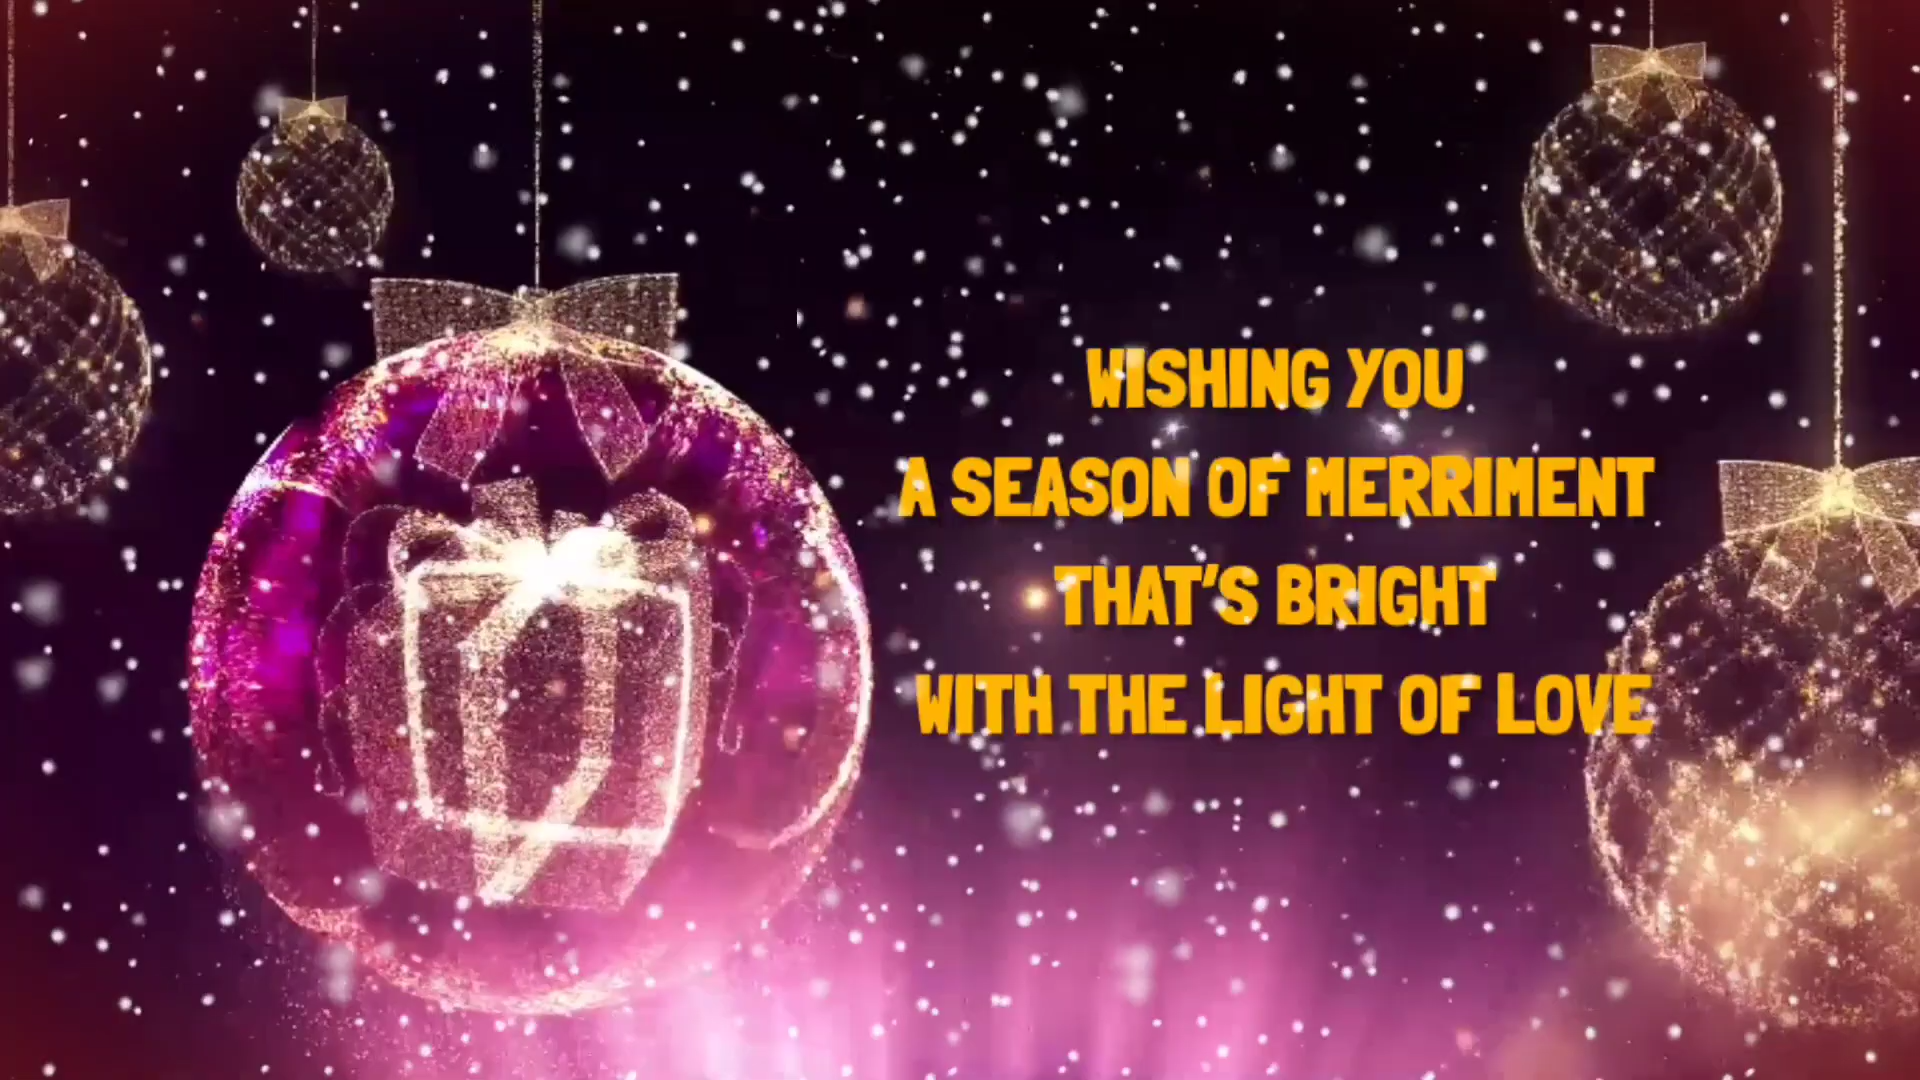 WISHING YOU
A SEASON OF MERRIMENT
THAT'S BRIGHT
WITH THE LIGHT OF LOVE